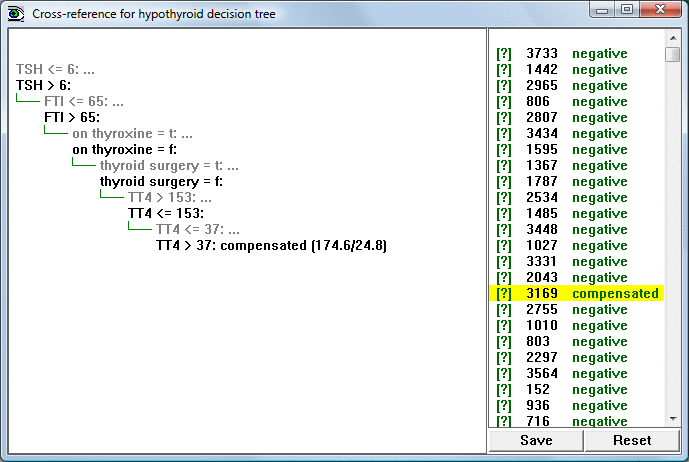 Cross-reference for hypothyroid decision tree
TSH <= 6: ...
TSH > 6:
FTI <= 65: ...
FTI > 65:
on thyroxine = t: ...
on thyroxine = f:
thyroid surgery = t: ...
thyroid surgery = f:
TT4 > 153: ...
TT4 <= 153:
TT4 <= 37: ...
TT4 > 37: compensated (174.6/24.8)
[?] 3733 negative
[?] 1442 negative
[?] 2965 negative
[?] 806 negative
[?] 2807 negative
[?] 3434 negative
[?] 1595 negative
[?] 1367 negative
[?] 1787 negative
[?] 2534 negative
[?] 1485 negative
[?] 3448 negative
[?] 1027 negative
[?] 3331 negative
[?] 2043 negative
[?] 3169 compensated
[?] 2755 negative
[?] 1010 negative
[?] 803 negative
[?] 2297 negative
[?] 3564 negative
[?] 152 negative
[?] 936 negative
[?] 716 negative
Save Reset